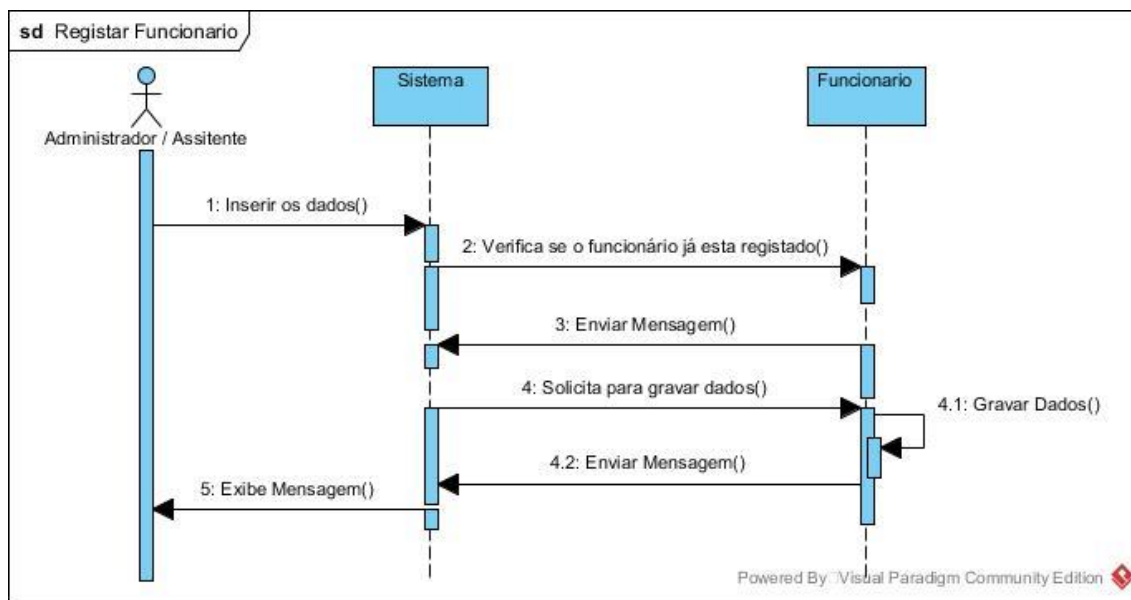 sd Registar Funcionario
Sistema
Funcionario
Administrador / Assitente
1: Inserir os dados()
2: Verifica se o funcionário já esta registado()
3: Enviar Mensagem()
4: Solicita para gravar dados()
4.1: Gravar Dados()
4.2: Enviar Mensagem()
5: Exibe Mensagem()
Powered By Visual Paradigm Community Edition